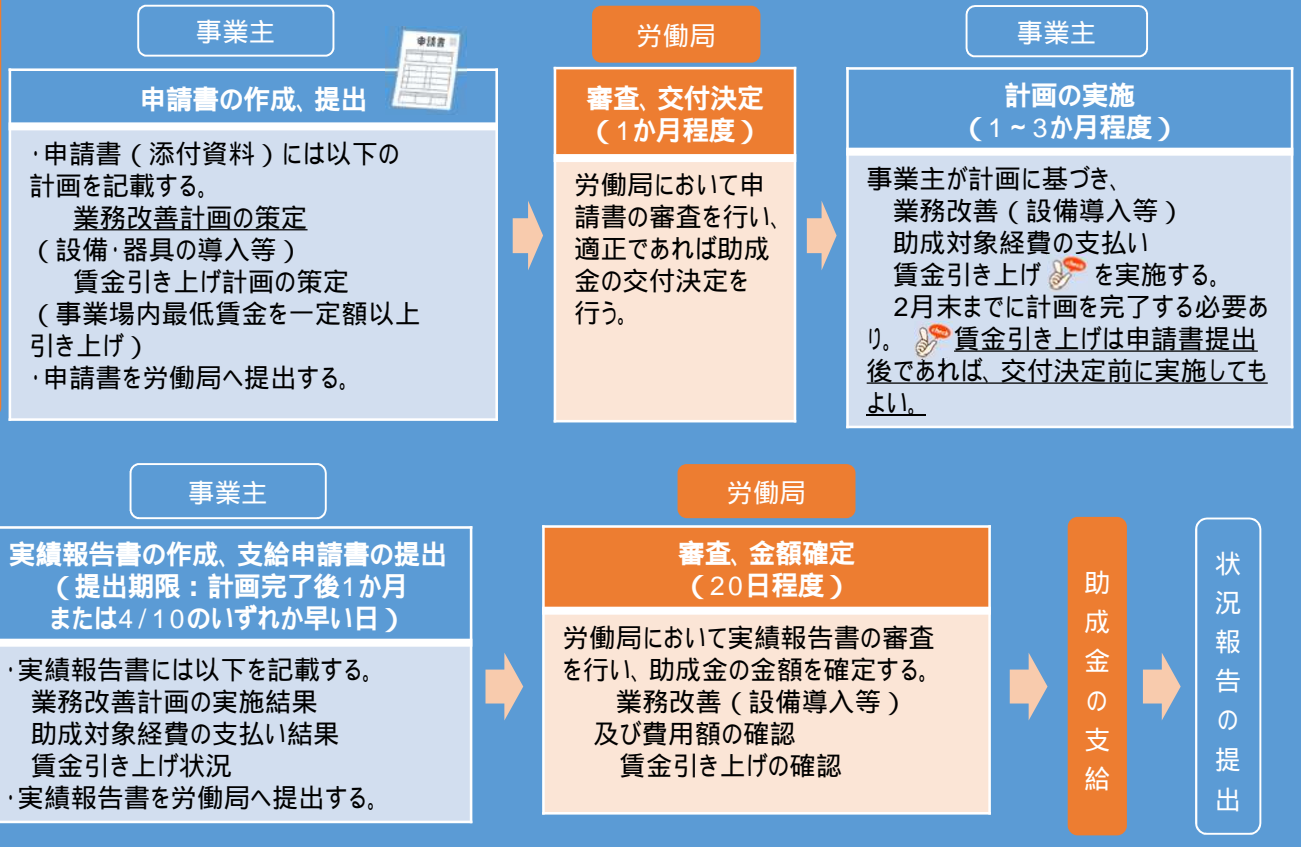 事業主
申請書
申請書の作成、提出
・申請書（添付資料）には以下の
計画を記載する。
業務改善計画の策定
（設備・器具の導入等）
賃金引き上げ計画の策定
（事業場内最低賃金を一定額以上
引き上げ）
・申請書を労働局へ提出する。
労働局
審査、交付決定
（1か月程度）
労働局において申
請書の審査を行い、
適正であれば助成
金の交付決定を
行う。
事業主
計画の実施
（1～3か月程度）
事業主が計画に基づき、
業務改善（設備導入等）
助成対象経費の支払い
賃金引き上げ check を実施する。
2月末までに計画を完了する必要あ
り。 check 賃金引き上げは申請書提出
後であれば、交付決定前に実施しても
よい。
事業主
実績報告書の作成、支給申請書の提出
（提出期限：計画完了後1か月
または4/10のいずれか早い日）
・実績報告書には以下を記載する。
業務改善計画の実施結果
助成対象経費の支払い結果
賃金引き上げ状況
・実績報告書を労働局へ提出する。
労働局
審査、金額確定
（20日程度）
労働局において実績報告書の審査
を行い、助成金の金額を確定する。
業務改善（設備導入等）
及び費用額の確認
賃金引き上げの確認
助成金の支給
状況報告の提出